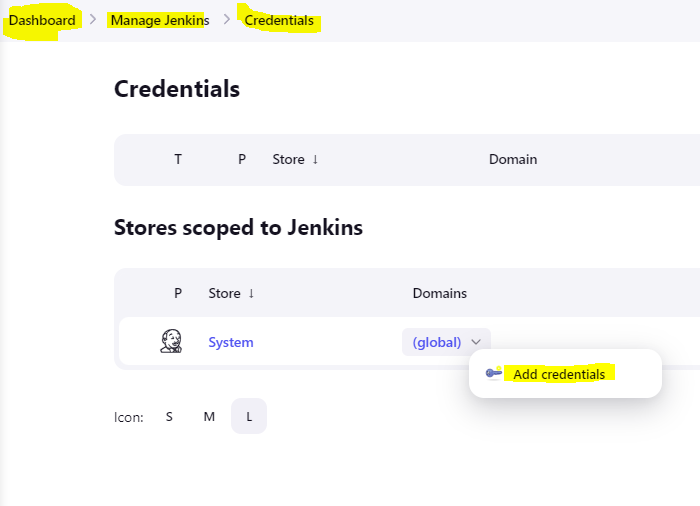 Dashboard > Manage Jenkins > Credentials
Credentials
T P Store ↓ Domain
Stores scoped to Jenkins
P Store ↓ Domains
System (global)
Add credentials
Icon: S M L